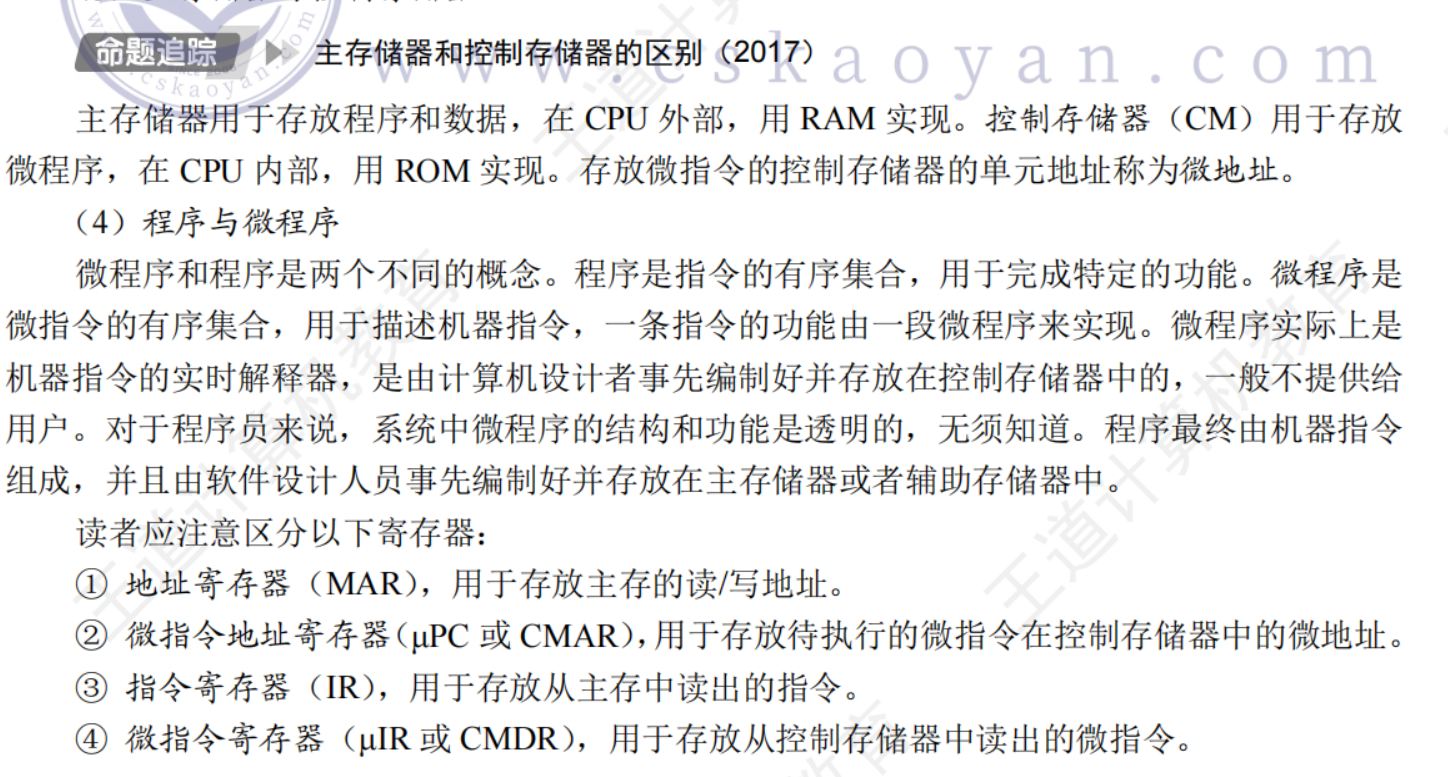 命题追踪 主存储器和控制存储器的区别（2017）
www.cskaoyan.com
主存储器用于存放程序和数据，在 CPU 外部，用 RAM 实现。控制存储器（CM）用于存放
微程序，在 CPU 内部，用 ROM 实现。存放微指令的控制存储器的单元地址称为微地址。
（4）程序与微程序
微程序和程序是两个不同的概念。程序是指令的有序集合，用于完成特定的功能。微程序是
微指令的有序集合，用于描述机器指令，一条指令的功能由一段微程序来实现。微程序实际上是
机器指令的实时解释器，是由计算机设计者事先编制好并存放在控制存储器中的，一般不提供给
用户。对于程序员来说，系统中微程序的结构和功能是透明的，无须知道。程序最终由机器指令
组成，并且由软件设计人员事先编制好并存放在主存储器或者辅助存储器中。
读者应注意区分以下寄存器：
① 地址寄存器（MAR），用于存放主存的读/写地址。
② 微指令地址寄存器（μPC 或 CMAR），用于存放待执行的微指令在控制存储器中的微地址。
③ 指令寄存器（IR），用于存放从主存中读出的指令。
④ 微指令寄存器（μIR 或 CMDR），用于存放从控制存储器中读出的微指令。
王道计算机教育
王道计算机教育